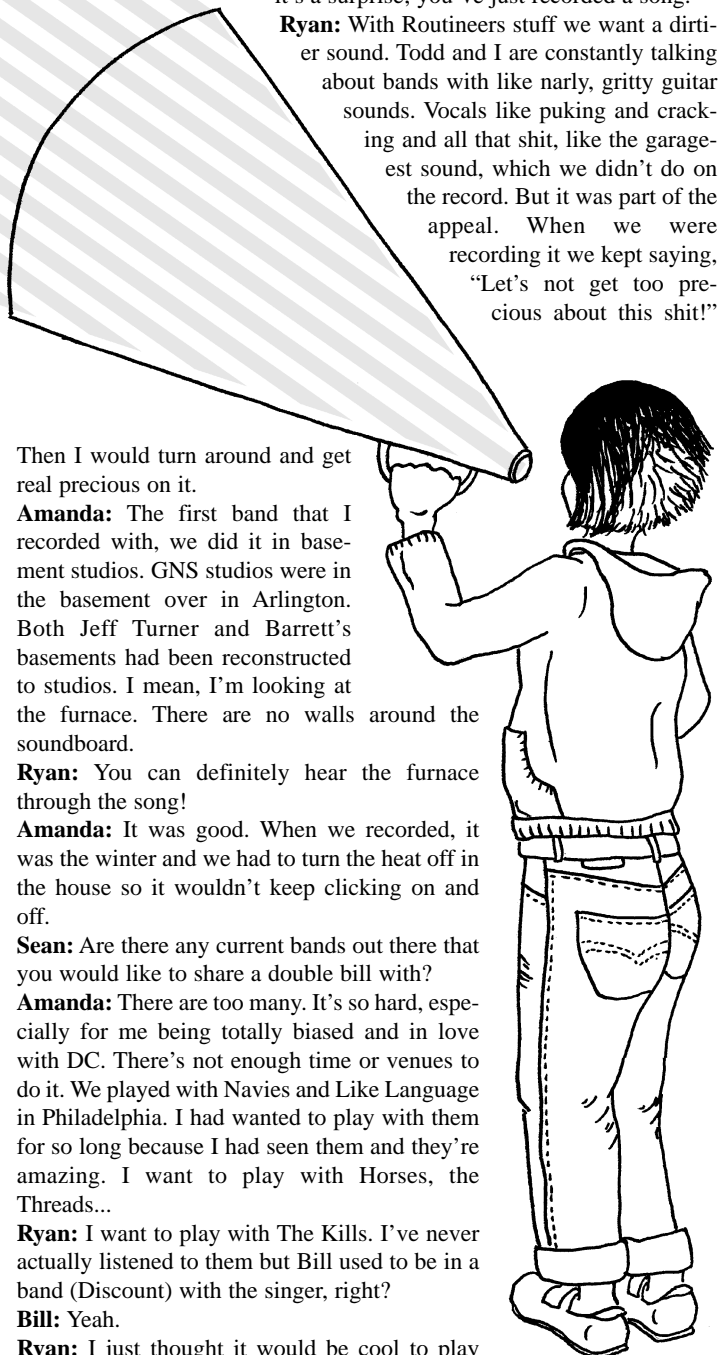 it's a surprise, you've just recorded a song.
Ryan: With Routineers stuff we want a dirti-
er sound. Todd and I are constantly talking
about bands with like narly, gritty guitar
sounds. Vocals like puking and crack-
ing and all that shit, like the garage-
est sound, which we didn't do on
the record. But it was part of the
appeal. When we were
recording it we kept saying,
“Let's not get too pre-
cious about this shit!”
Then I would turn around and get
real precious on it.
Amanda: The first band that I
recorded with, we did it in base-
ment studios. GNS studios were in
the basement over in Arlington.
Both Jeff Turner and Barrett's
basements had been reconstructed
to studios. I mean, I'm looking at
the furnace. There are no walls around the
soundboard.
Ryan: You can definitely hear the furnace
through the song!
Amanda: It was good. When we recorded, it
was the winter and we had to turn the heat off in
the house so it wouldn't keep clicking on and
off.
Sean: Are there any current bands out there that
you would like to share a double bill with?
Amanda: There are too many. It's so hard, espe-
cially for me being totally biased and in love
with DC. There's not enough time or venues to
do it. We played with Navies and Like Language
in Philadelphia. I had wanted to play with them
for so long because I had seen them and they're
amazing. I want to play with Horses, the
Threads...
Ryan: I want to play with The Kills. I've never
actually listened to them but Bill used to be in a
band (Discount) with the singer, right?
Bill: Yeah.
Ryan: I just thought it would be cool to play